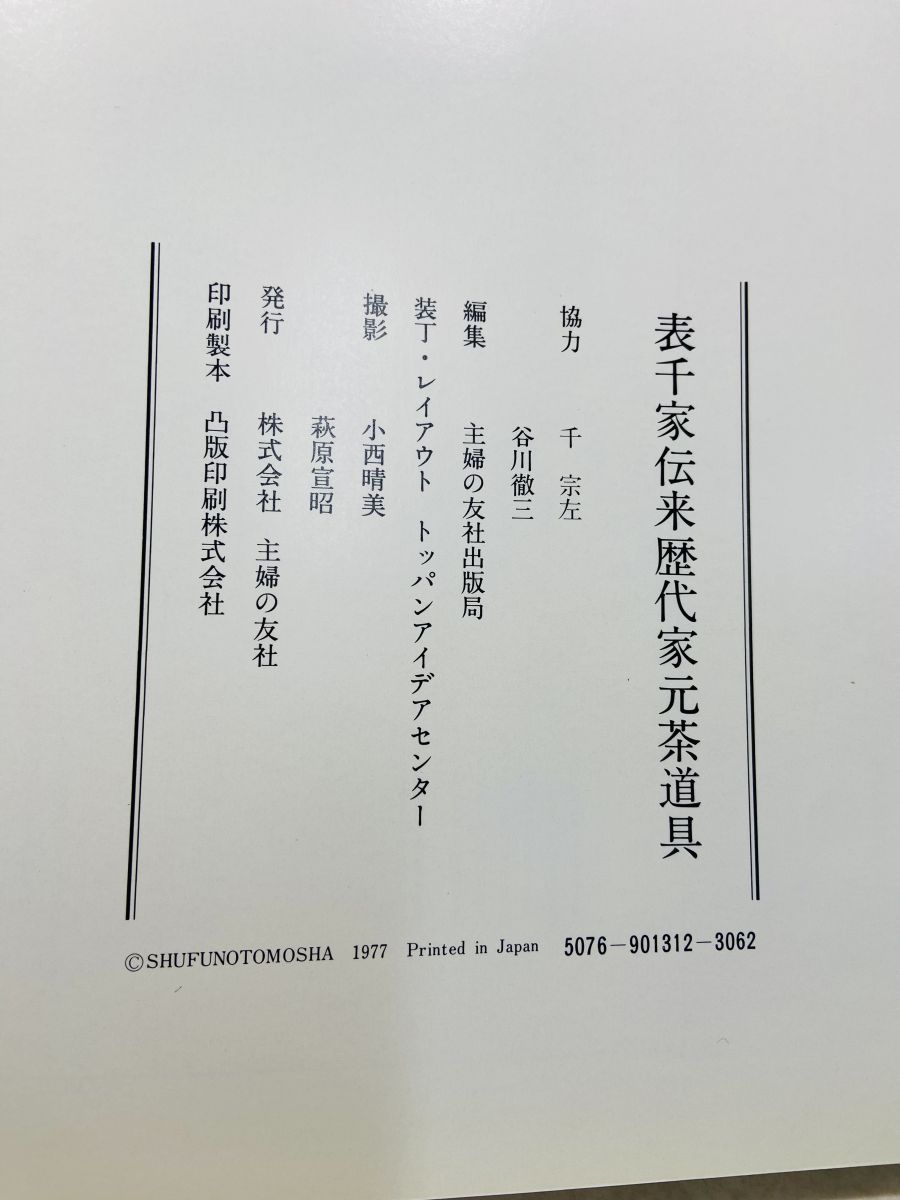 表千家伝来歴代家元茶道具
協力 千 宗左
谷川徹三
編集 主婦の友社出版局
装丁・レイアウト トッパンアイデアセンター
撮影 小西晴美
萩原宣昭
発行 株式会社 主婦の友社
印刷製本 凸版印刷株式会社
©SHUFUNOTOMOSHA 1977 Printed in Japan 5076-901312-3062